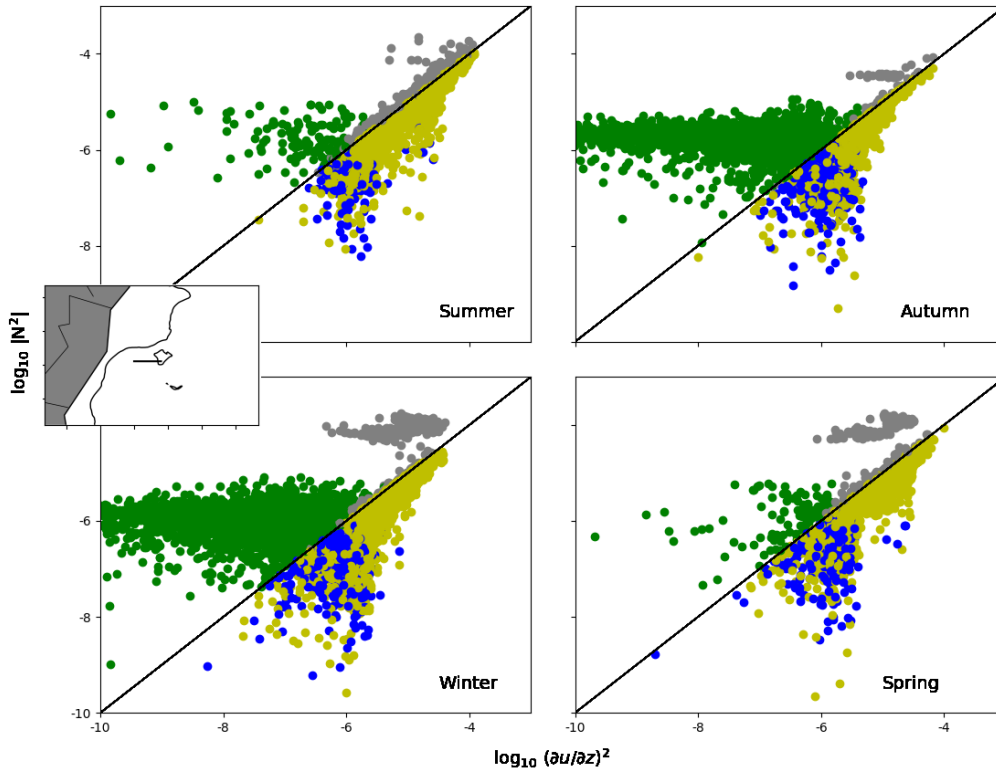 -4
-6
-8
Summer
Autumn
log₁₀ |N²|
-6
-8
-10
Winter
Spring
-10 -8 -6 -4
-10 -8 -6 -4
log₁₀ (∂u/∂z)²